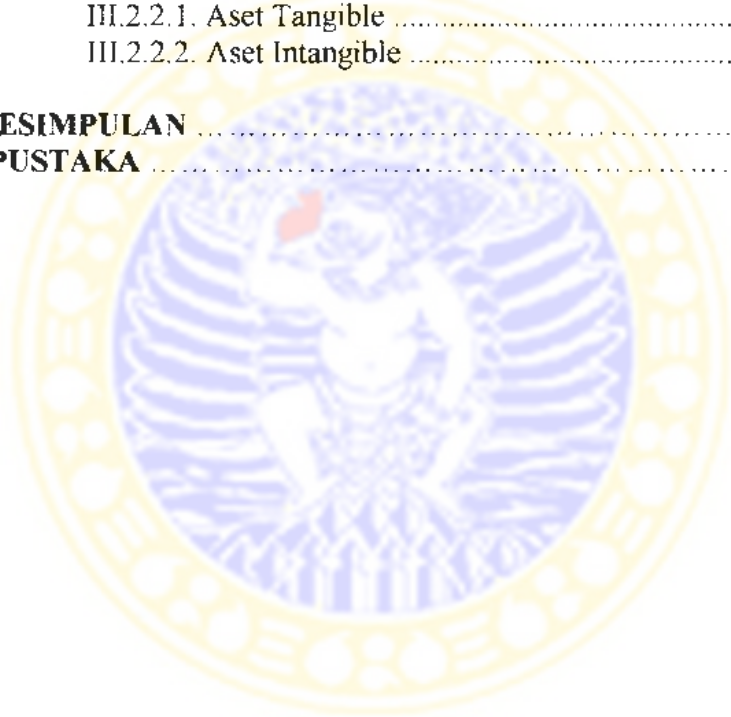 III.2.2.1. Aset Tangible ..........................................
III.2.2.2. Aset Intangible ......................................
ESIMPULAN ..........................................................
PUSTAKA ................................................................